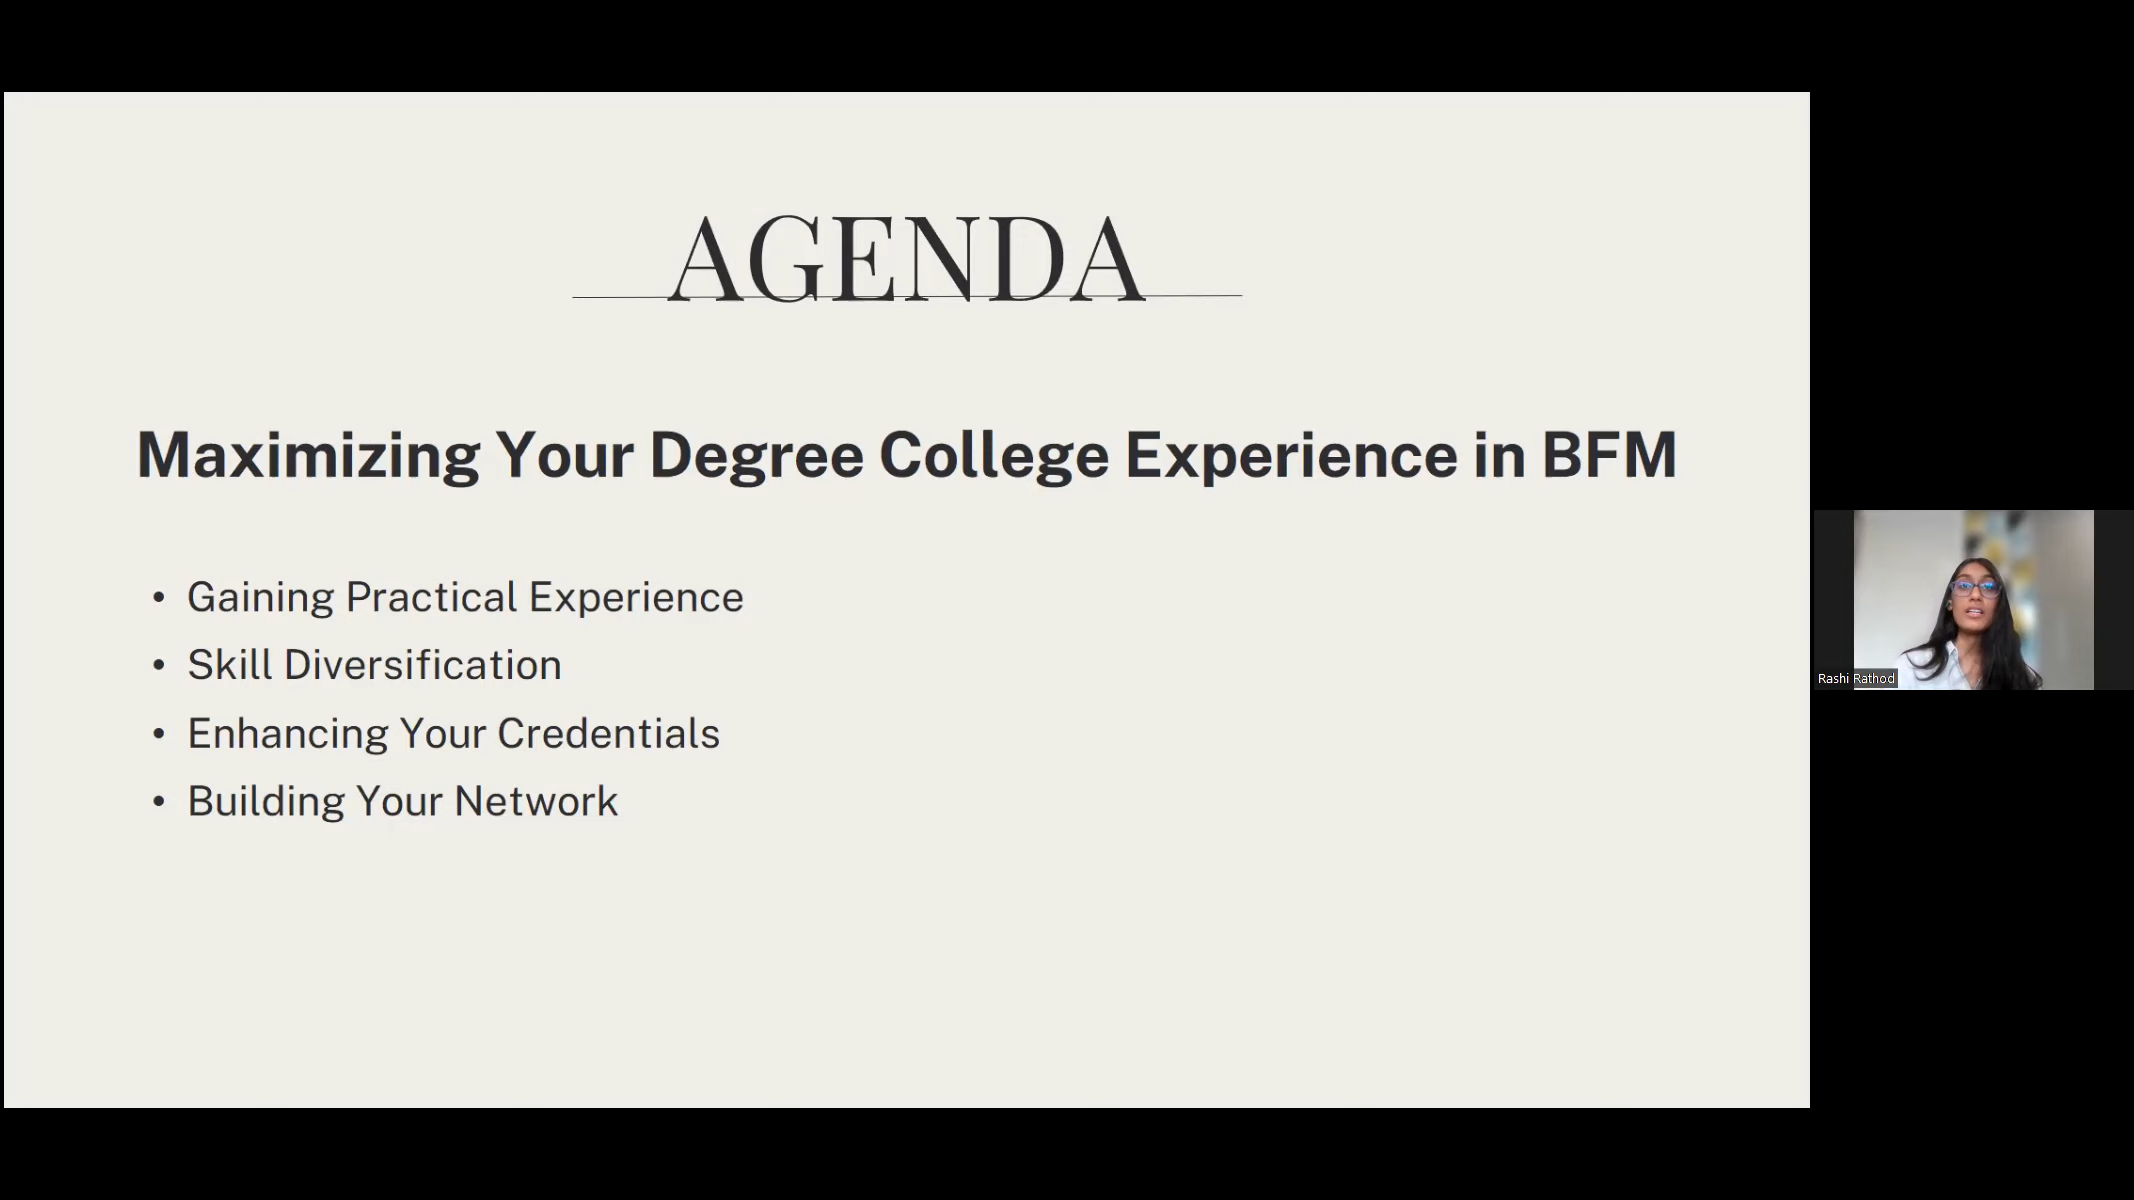 AGENDA
Maximizing Your Degree College Experience in BFM
• Gaining Practical Experience
• Skill Diversification
• Enhancing Your Credentials
• Building Your Network
Rashi Rathod